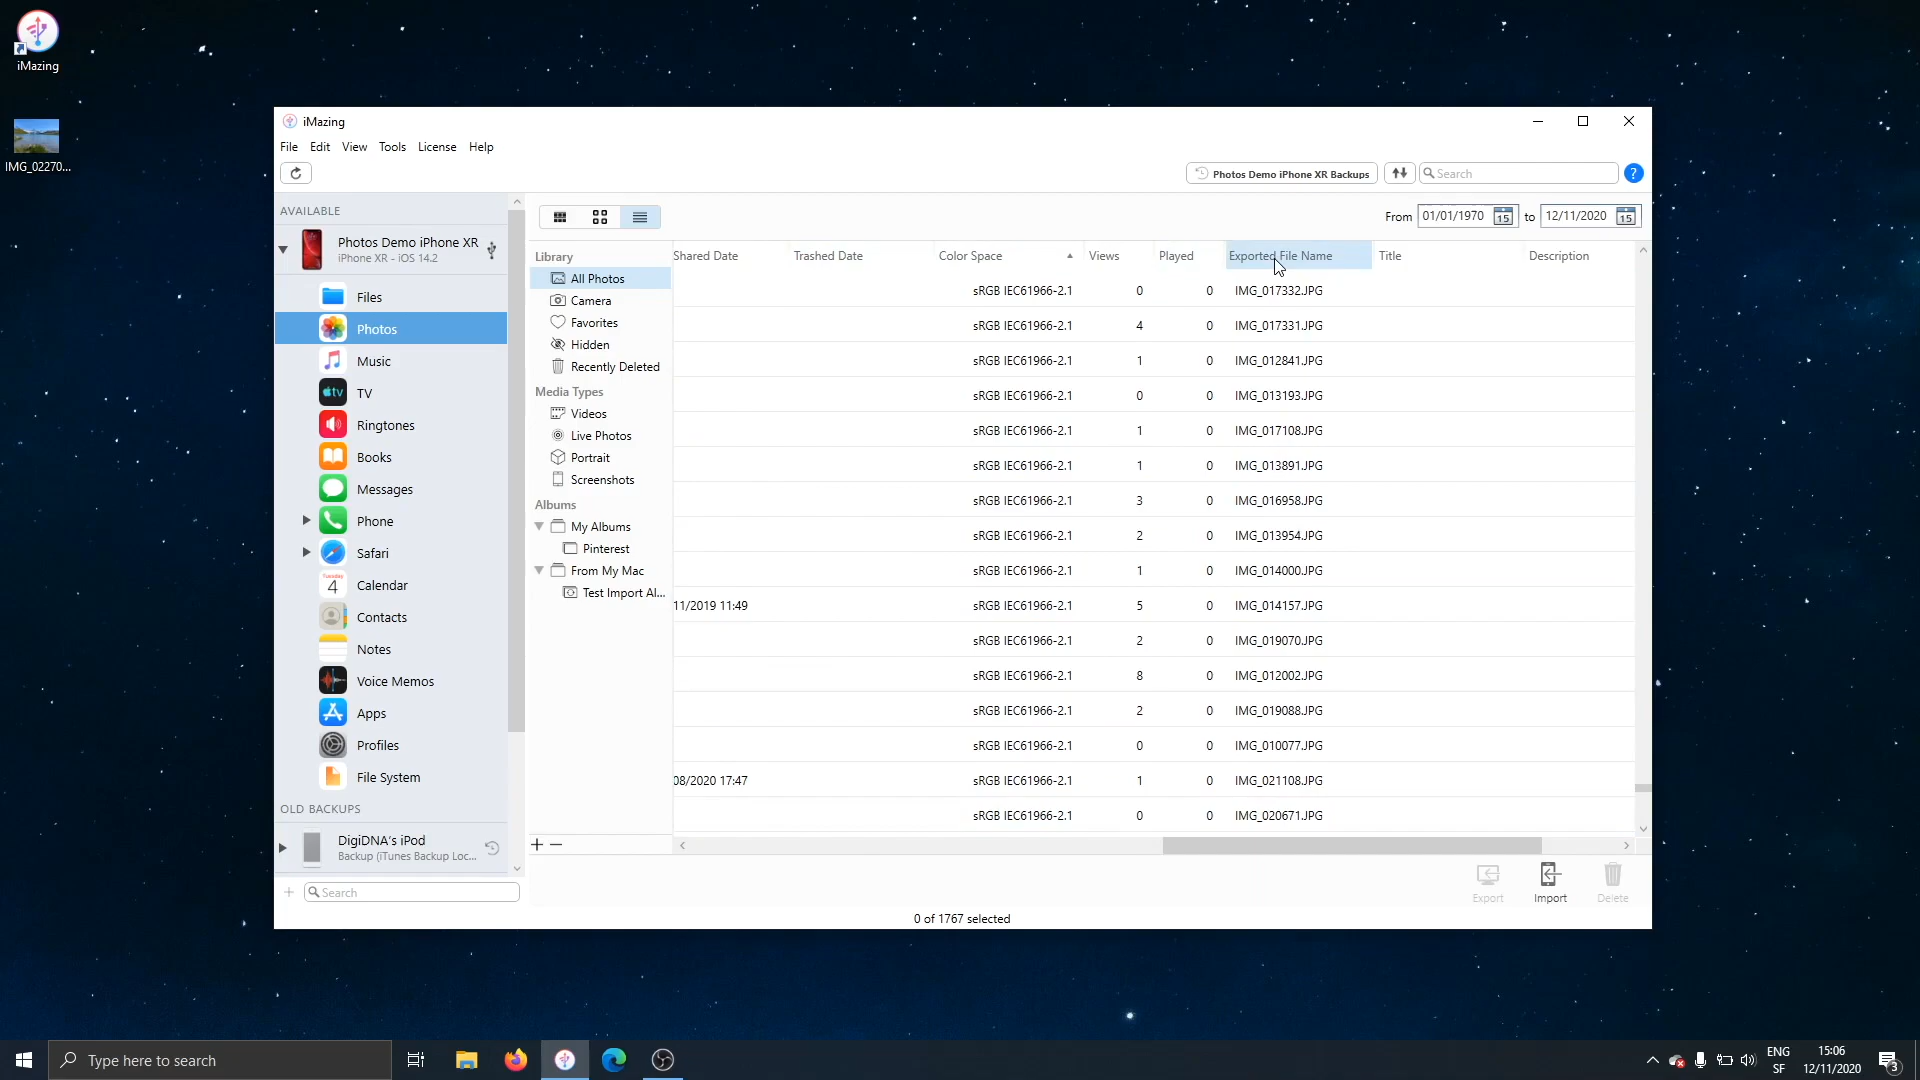 iMazing
IMG_02270...
iMazing
File Edit View Tools License Help
Photos Demo iPhone XR Backups
Search
?
AVAILABLE
Photos Demo iPhone XR
iPhone XR - iOS 14.2
Files
Photos
Music
tv TV
Ringtones
Books
Messages
Phone
Safari
Tuesday
4
Calendar
Contacts
Notes
Voice Memos
Apps
Profiles
File System
OLD BACKUPS
DigiDNA's iPod
Backup (iTunes Backup Loc...
Search
From 01/01/1970 15 to 12/11/2020 15
Library
All Photos
Camera
Favorites
Hidden
Recently Deleted
Media Types
Videos
Live Photos
Portrait
Screenshots
Albums
My Albums
Pinterest
From My Mac
Test Import Al...
Shared Date Trashed Date Color Space Views Played Exported File Name Title Description
sRGB IEC61966-2.1 0 0 IMG_017332.JPG
sRGB IEC61966-2.1 4 0 IMG_017331.JPG
sRGB IEC61966-2.1 1 0 IMG_012841.JPG
sRGB IEC61966-2.1 0 0 IMG_013193.JPG
sRGB IEC61966-2.1 1 0 IMG_017108.JPG
sRGB IEC61966-2.1 1 0 IMG_013891.JPG
sRGB IEC61966-2.1 3 0 IMG_016958.JPG
sRGB IEC61966-2.1 2 0 IMG_013954.JPG
sRGB IEC61966-2.1 1 0 IMG_014000.JPG
11/2019 11:49 sRGB IEC61966-2.1 5 0 IMG_014157.JPG
sRGB IEC61966-2.1 2 0 IMG_019070.JPG
sRGB IEC61966-2.1 8 0 IMG_012002.JPG
sRGB IEC61966-2.1 2 0 IMG_019088.JPG
sRGB IEC61966-2.1 0 0 IMG_010077.JPG
08/2020 17:47 sRGB IEC61966-2.1 1 0 IMG_021108.JPG
sRGB IEC61966-2.1 0 0 IMG_020671.JPG
Export Import Delete
0 of 1767 selected
Type here to search
ENG
SF
15:06
12/11/2020
3